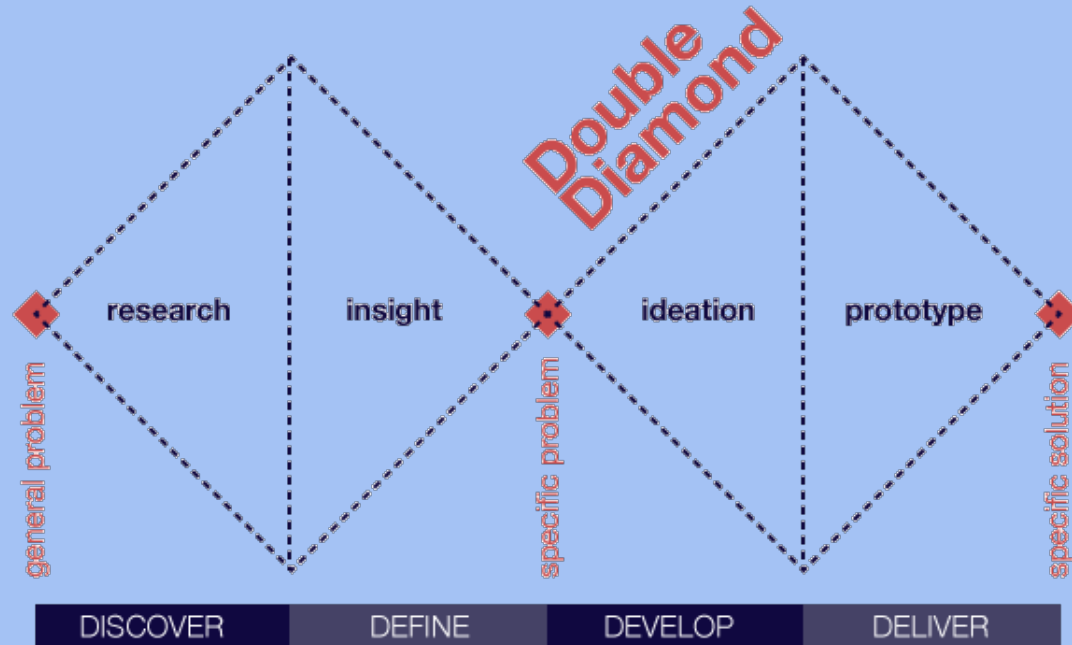 Double
Diamond
research
insight
ideation
prototype
general problem
specific problem
specific solution
DISCOVER
DEFINE
DEVELOP
DELIVER